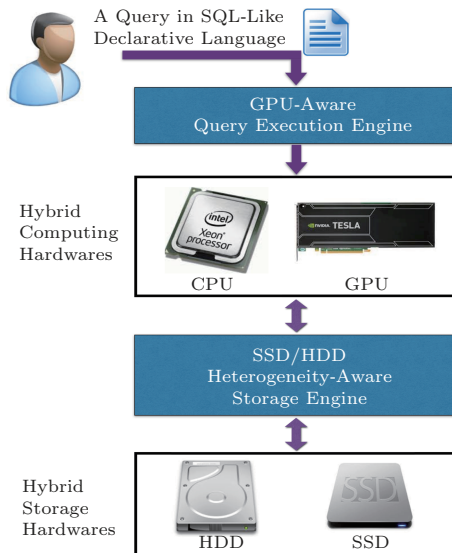 A Query in SQL-Like
Declarative Language
GPU-Aware
Query Execution Engine
Hybrid
Computing
Hardwares
intel
Xeon®
processor
NVIDIA. TESLA
CPU
GPU
SSD/HDD
Heterogeneity-Aware
Storage Engine
Hybrid
Storage
Hardwares
SSD
HDD
SSD